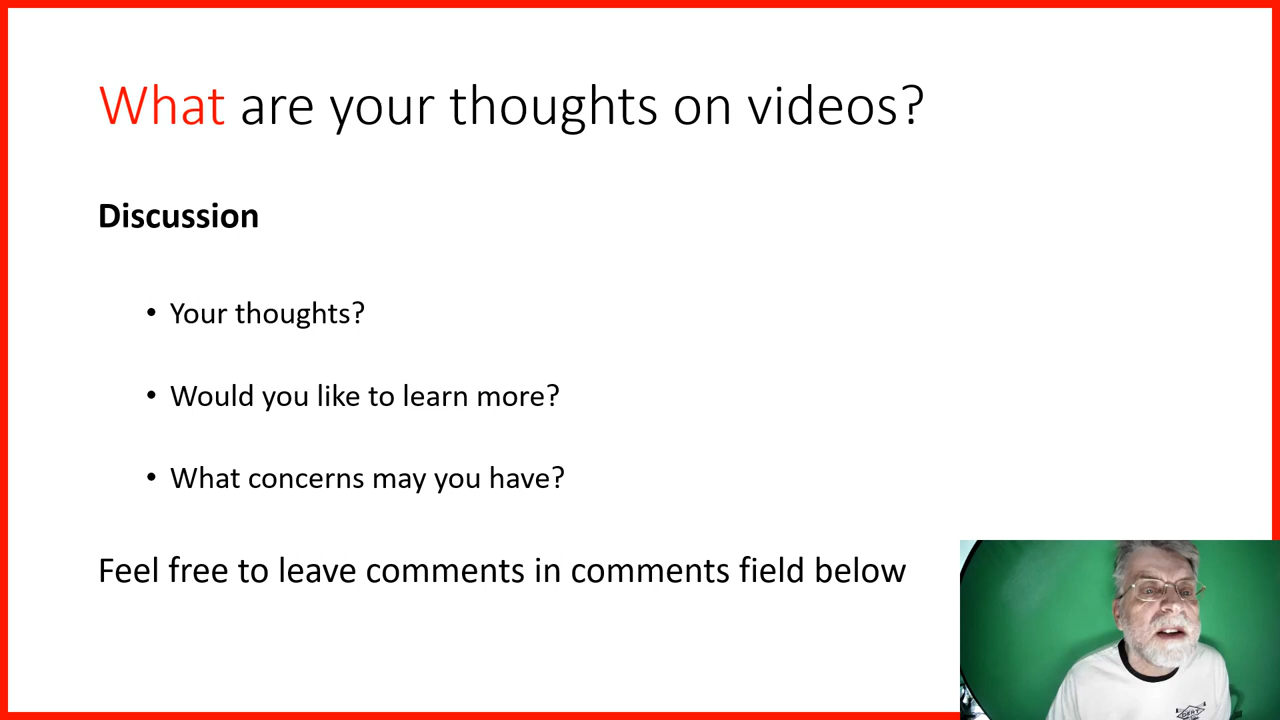 What are your thoughts on videos?
Discussion
• Your thoughts?
• Would you like to learn more?
• What concerns may you have?
Feel free to leave comments in comments field below